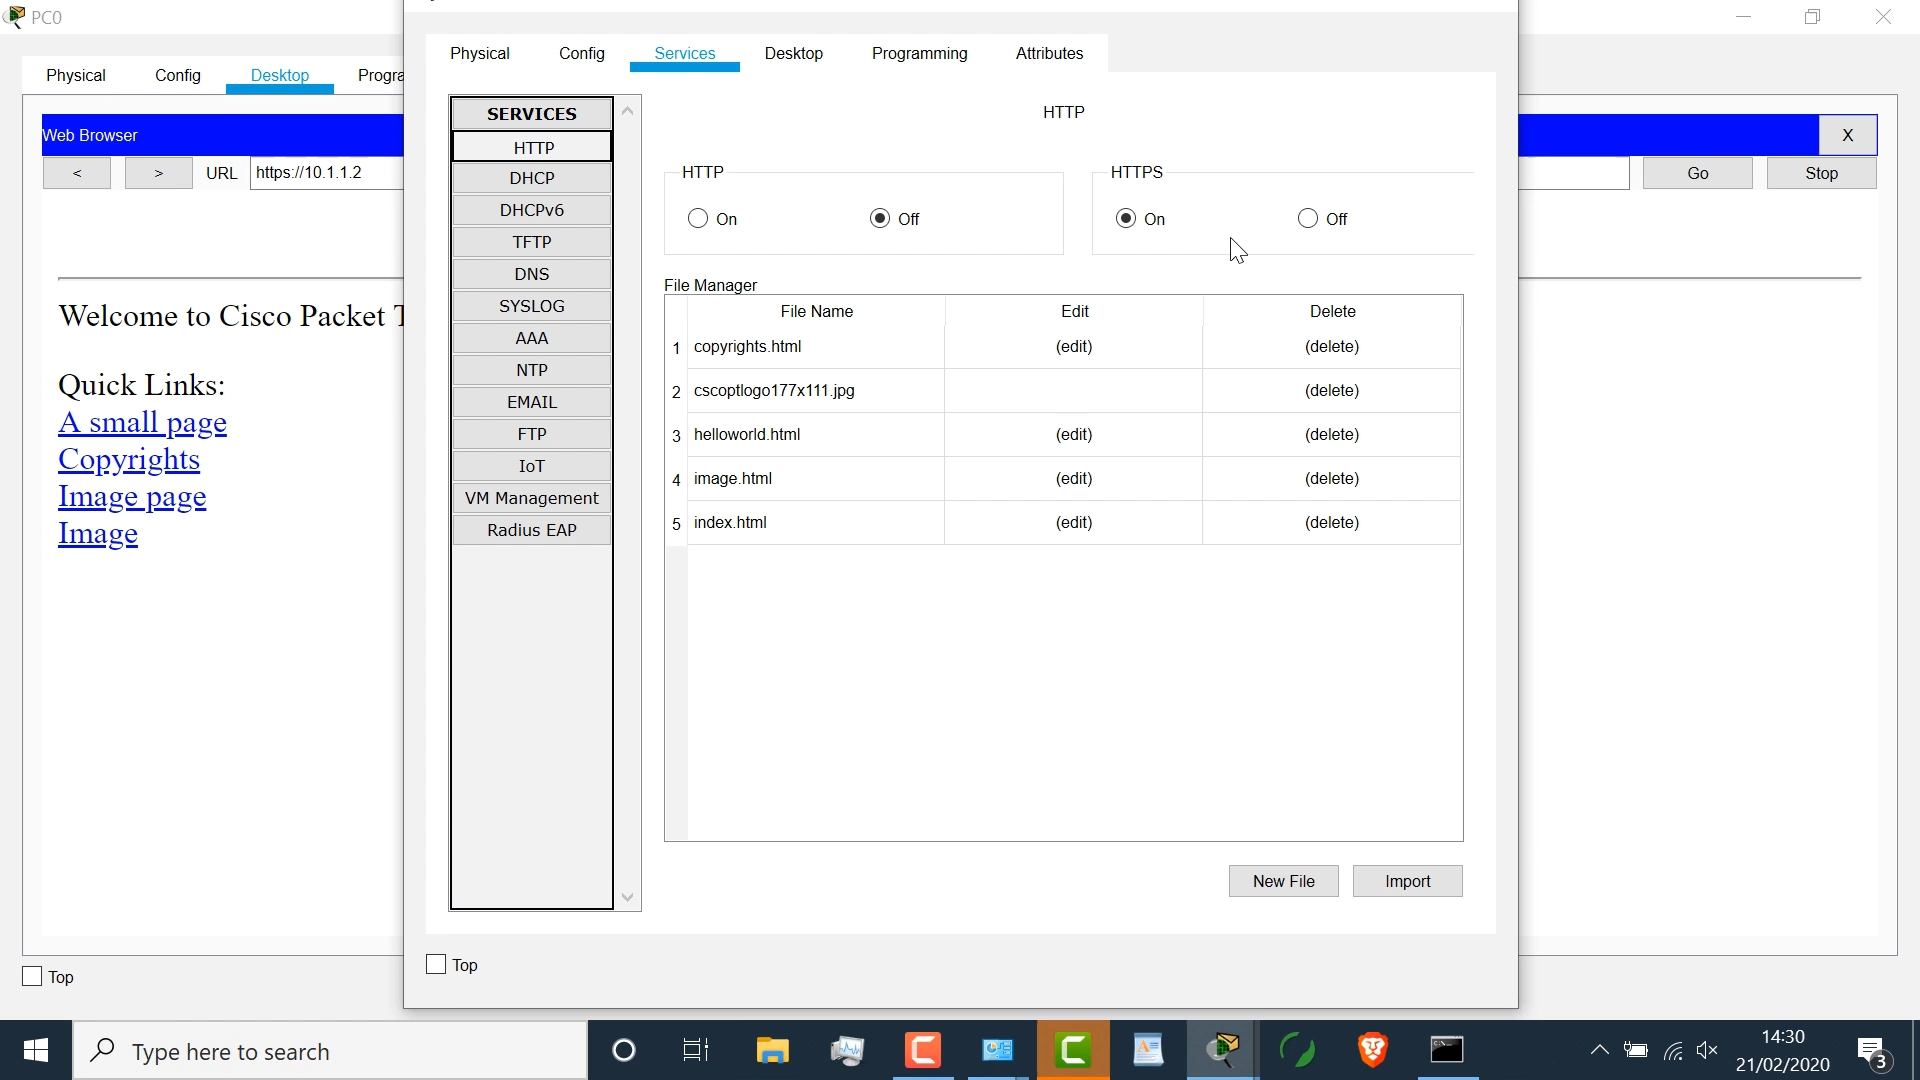 PC0
Physical Config Desktop Progra
Web Browser
< > URL https://10.1.1.2
Welcome to Cisco Packet T
Quick Links:
A small page
Copyrights
Image page
Image
Top
Physical Config Services Desktop Programming Attributes
SERVICES
HTTP
DHCP
DHCPv6
TFTP
DNS
SYSLOG
AAA
NTP
EMAIL
FTP
IoT
VM Management
Radius EAP
HTTP
HTTP
On Off
HTTPS
On Off
File Manager
File Name Edit Delete
1 copyrights.html (edit) (delete)
2 cscoptlogo177x111.jpg (delete)
3 helloworld.html (edit) (delete)
4 image.html (edit) (delete)
5 index.html (edit) (delete)
New File Import
Top
X
Go Stop
Type here to search
14:30
21/02/2020
3